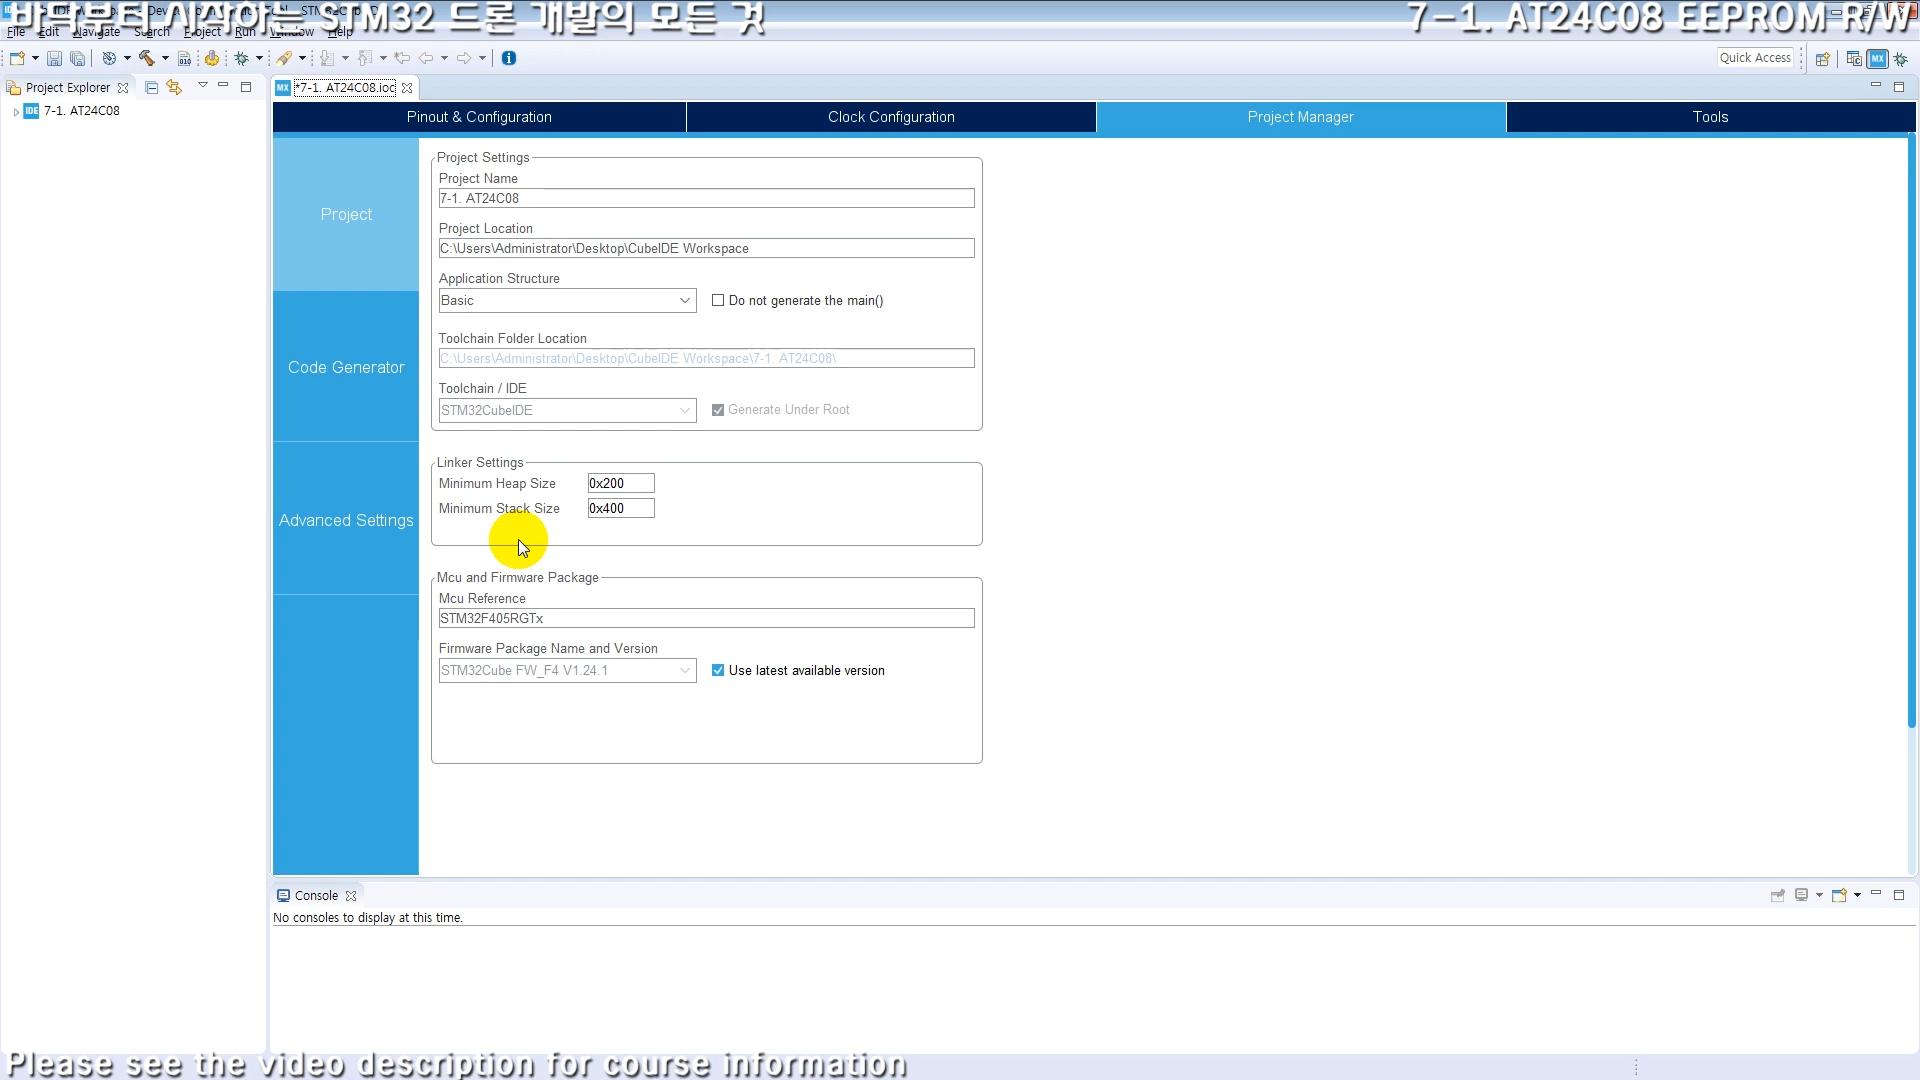 바닥부터 시작하는 STM32 드론 개발의 모든 것
7-1. AT24C08 EEPROM R/W
File Edit Navigate Search Project Run Window Help
Quick Access
Project Explorer
*7-1. AT24C08.ioc
IDE 7-1. AT24C08
Pinout & Configuration
Clock Configuration
Project Manager
Tools
Project
Code Generator
Advanced Settings
Project Settings
Project Name
7-1. AT24C08
Project Location
C:\Users\Administrator\Desktop\CubeIDE Workspace
Application Structure
Basic
Do not generate the main()
Toolchain Folder Location
C:\Users\Administrator\Desktop\CubeIDE Workspace\7-1. AT24C08\
Toolchain / IDE
STM32CubeIDE
Generate Under Root
Linker Settings
Minimum Heap Size 0x200
Minimum Stack Size 0x400
Mcu and Firmware Package
Mcu Reference
STM32F405RGTx
Firmware Package Name and Version
STM32Cube FW_F4 V1.24.1
Use latest available version
Console
No consoles to display at this time.
Please see the video description for course information